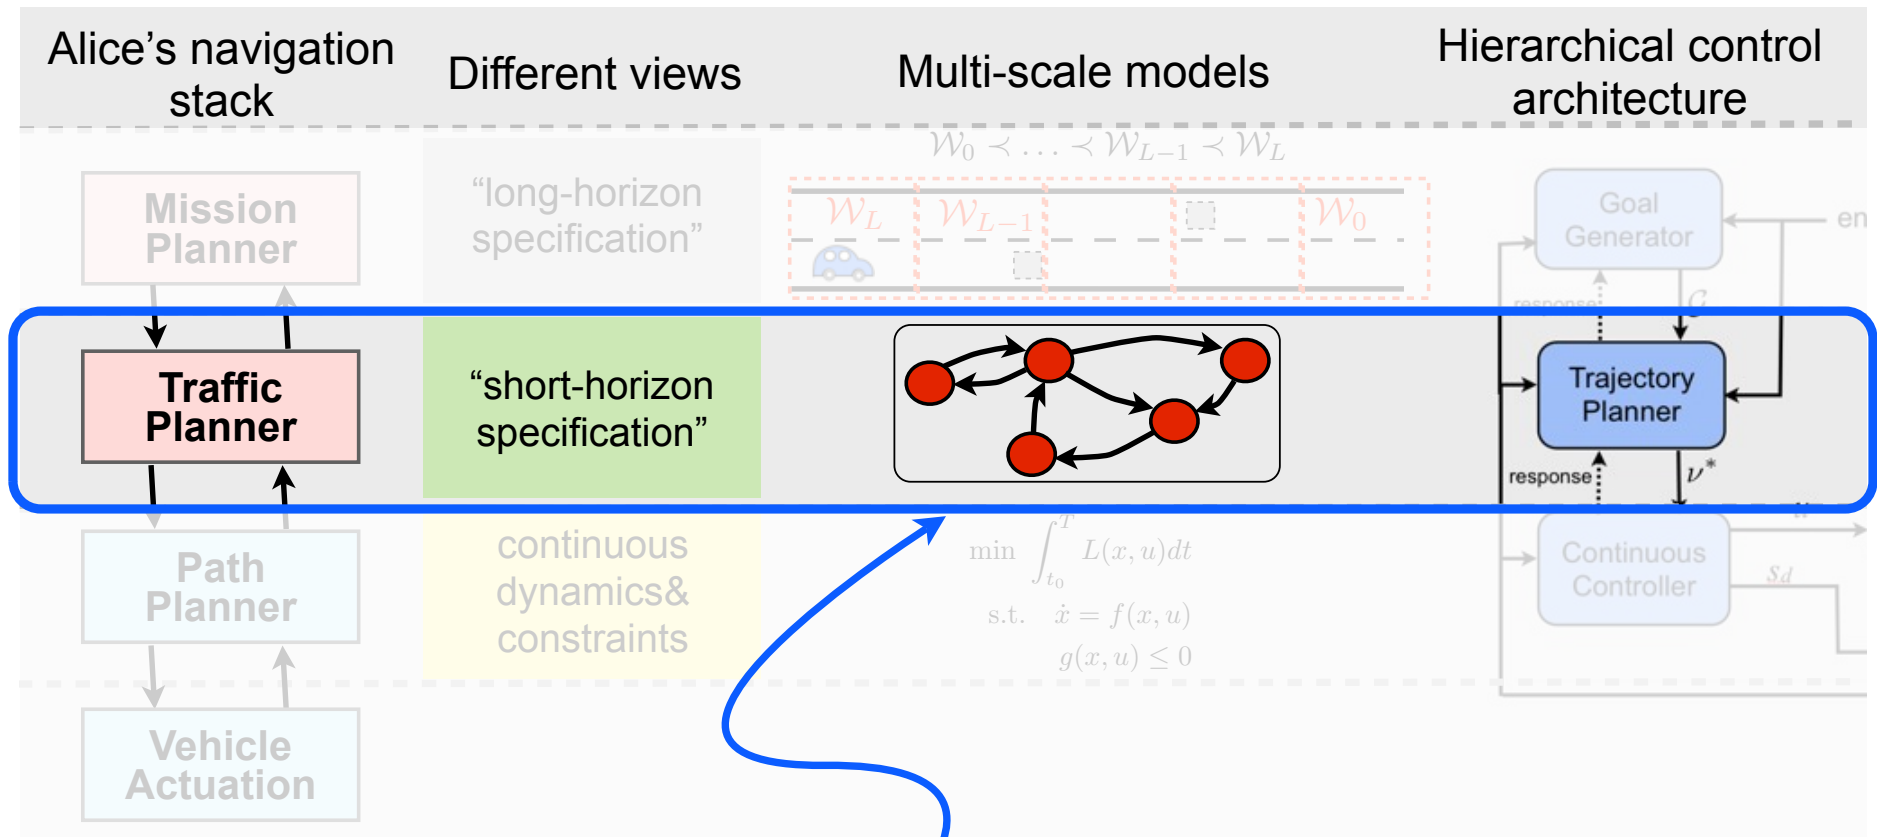 Alice’s navigation
stack
Different views
Multi-scale models
Hierarchical control
architecture
Mission
Planner
“long-horizon
specification”
𝒲₀ ≺ … ≺ 𝒲_{L−1} ≺ 𝒲_L
𝒲_L
𝒲_{L−1}
𝒲₀
Goal
Generator
en
response
𝒢
Traffic
Planner
“short-horizon
specification”
Trajectory
Planner
response
ν*
Path
Planner
continuous
dynamics&
constraints
min ∫_{t₀}^{T} L(x, u)dt
s.t. ẋ = f(x, u)
g(x, u) ≤ 0
Continuous
Controller
s_d
Vehicle
Actuation